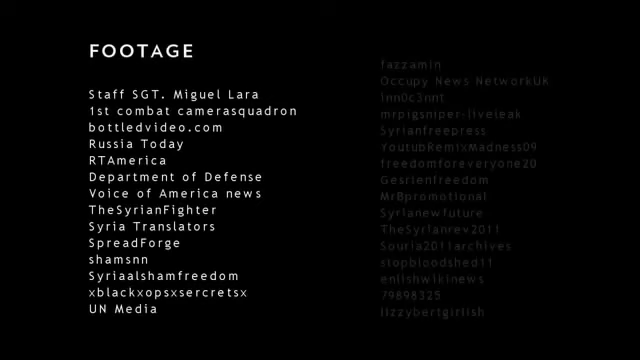 FOOTAGE
Staff SGT. Miguel Lara
1st combat camerasquadron
bottledvideo.com
Russia Today
RTAmerica
Department of Defense
Voice of America news
TheSyrianFighter
Syria Translators
SpreadForge
shamsnn
Syriaalshamfreedom
xblackxopsxsercretsx
UN Media
fazzamin
Occupy News NetworkUK
inn0c3nnt
mrpigsniper-liveleak
Syrianfreepress
YoutubRemixMadness09
freedomforeveryone20
Gesrienfreedom
MrBpromotional
Syrianewfuture
TheSyrianrev2011
Souria2011archives
stopbloodshed11
enlishwikinews
79898325